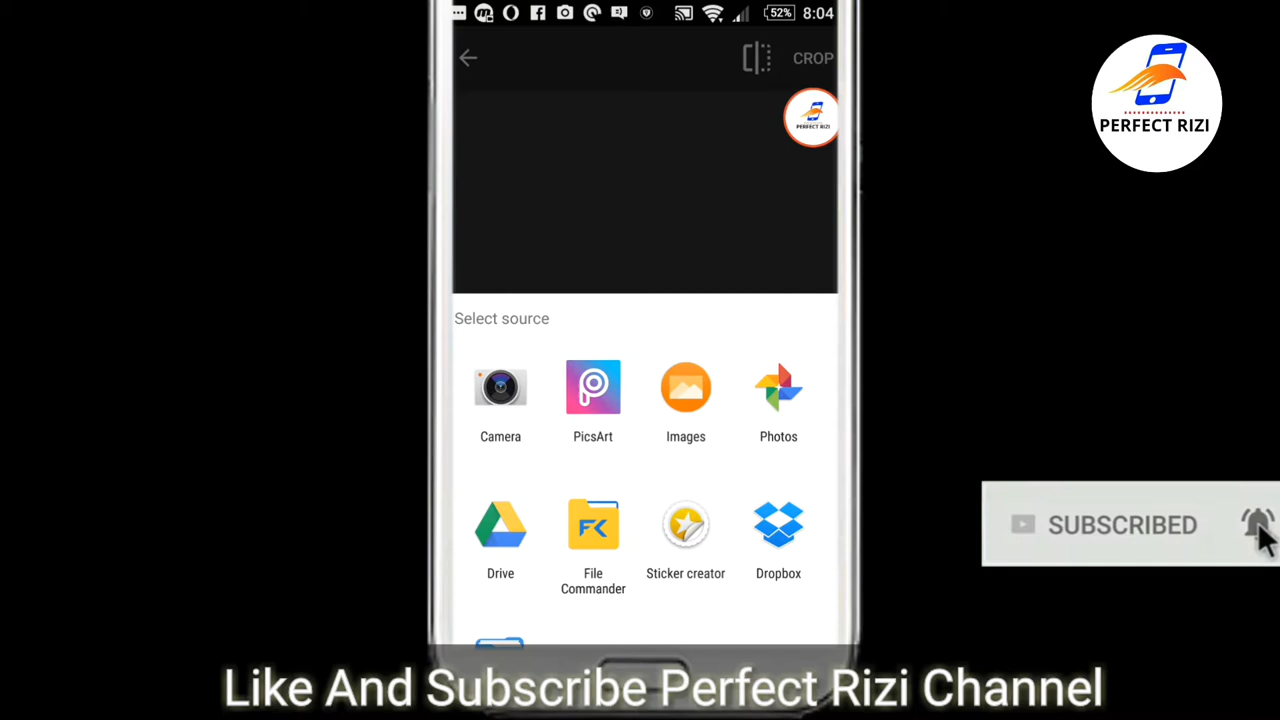 52%
8:04
CROP
PERFECT RIZI
PERFECT RIZI
Select source
Camera
PicsArt
Images
Photos
Drive
File
Commander
Sticker creator
Dropbox
SUBSCRIBED
Like And Subscribe Perfect Rizi Channel